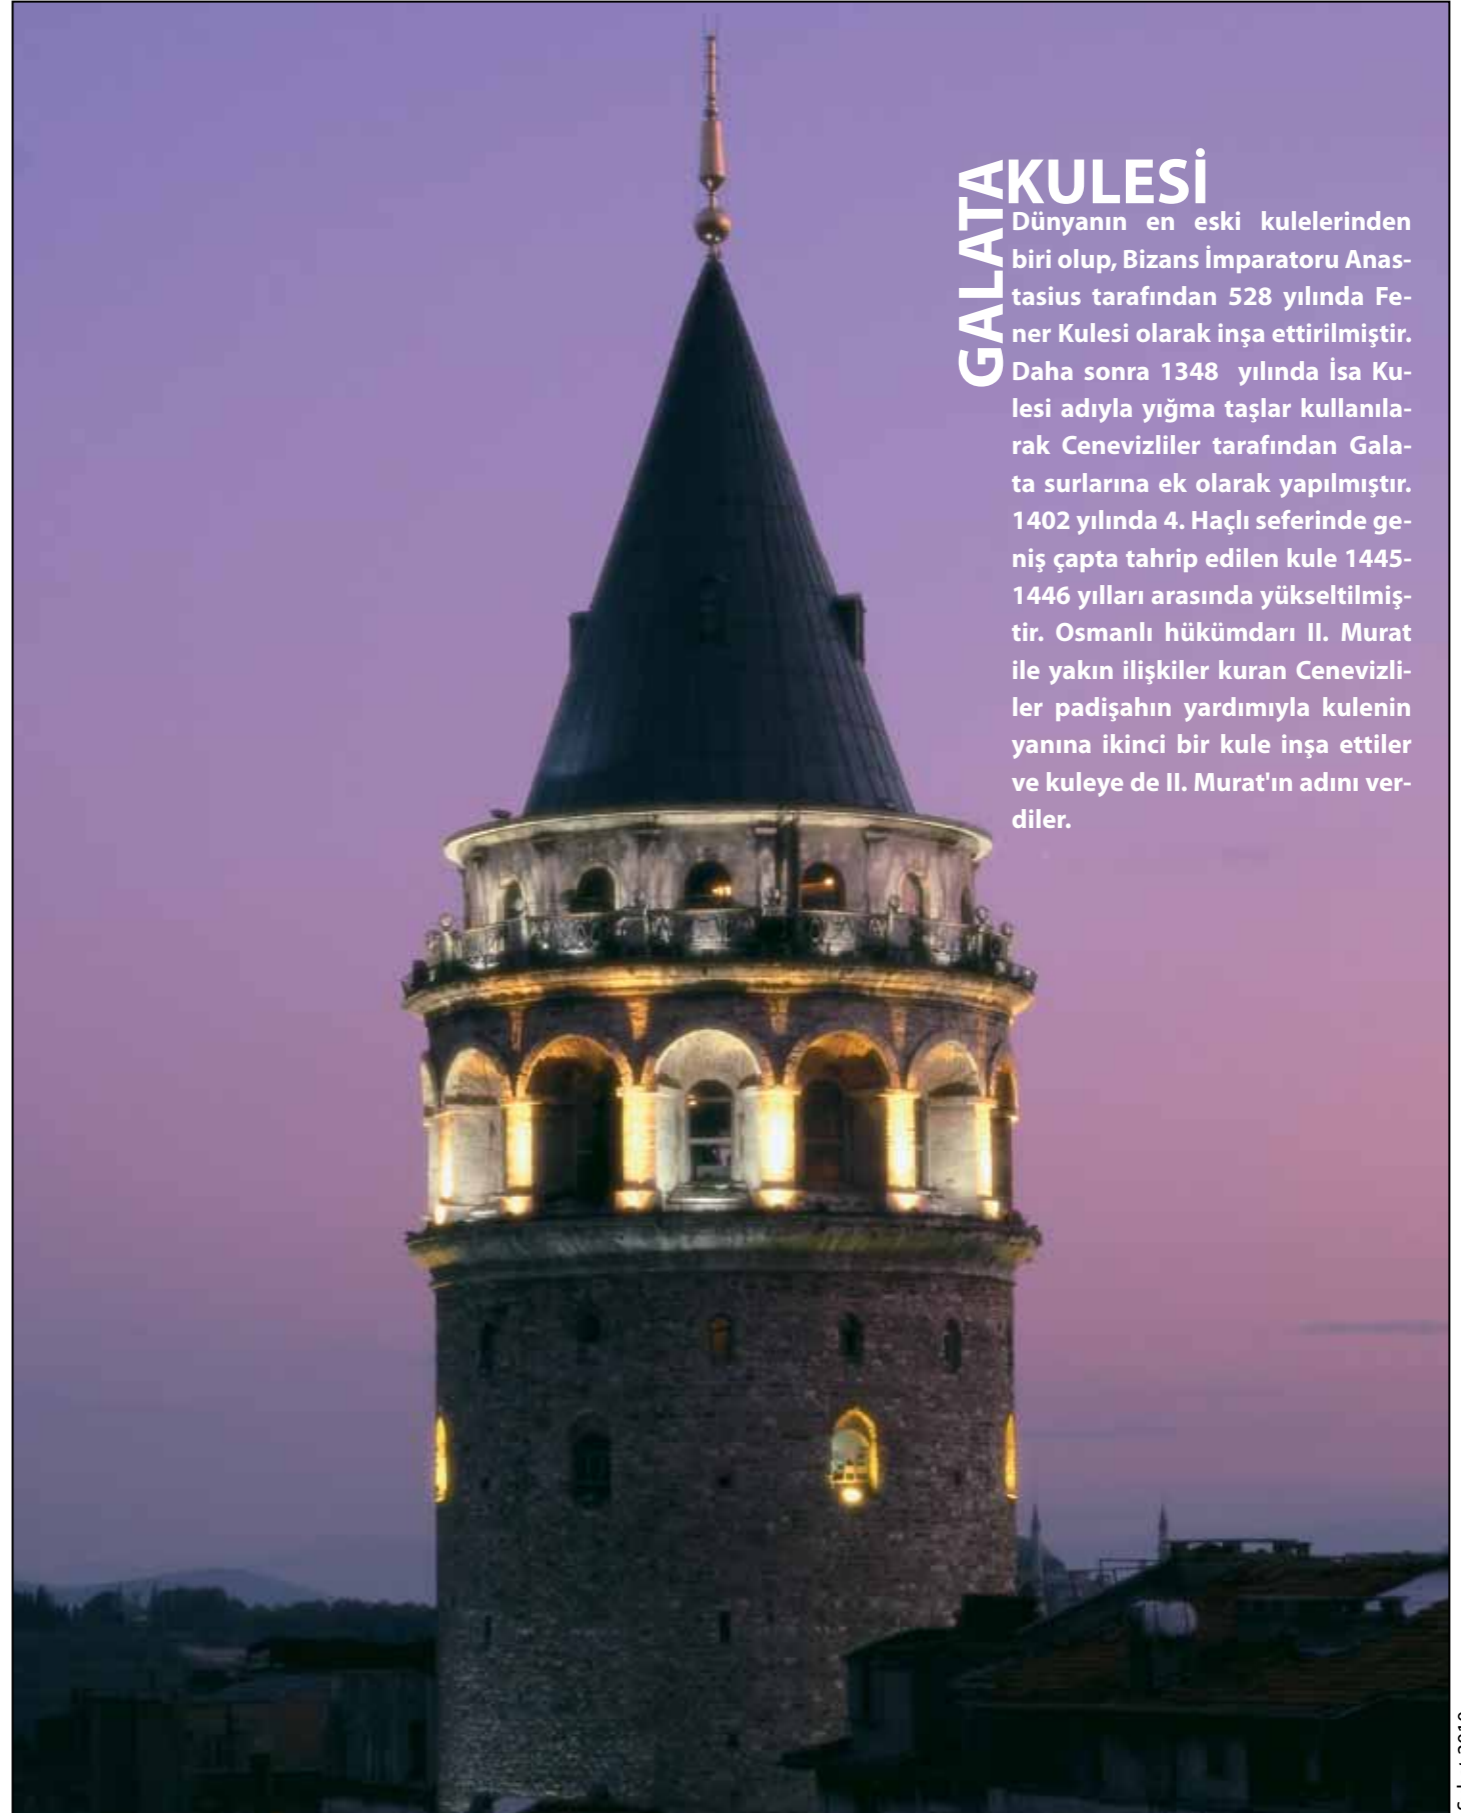 GALATA
KULESİ
Dünyanın en eski kulelerinden
biri olup, Bizans İmparatoru Anas-
tasius tarafından 528 yılında Fe-
ner Kulesi olarak inşa ettirilmiştir.
Daha sonra 1348 yılında İsa Ku-
lesi adıyla yığma taşlar kullanıla-
rak Cenevizliler tarafından Gala-
ta surlarına ek olarak yapılmıştır.
1402 yılında 4. Haçlı seferinde ge-
niş çapta tahrip edilen kule 1445-
1446 yılları arasında yükseltilmiş-
tir. Osmanlı hükümdarı II. Murat
ile yakın ilişkiler kuran Cenevizli-
ler padişahın yardımıyla kulenin
yanına ikinci bir kule inşa ettiler
ve kuleye de II. Murat'ın adını ver-
diler.